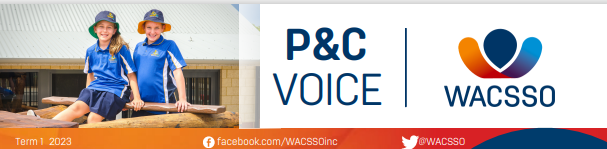 P&C
VOICE
WACSSO
Term 1 2023
facebook.com/WACSSOinc
@WACSSO